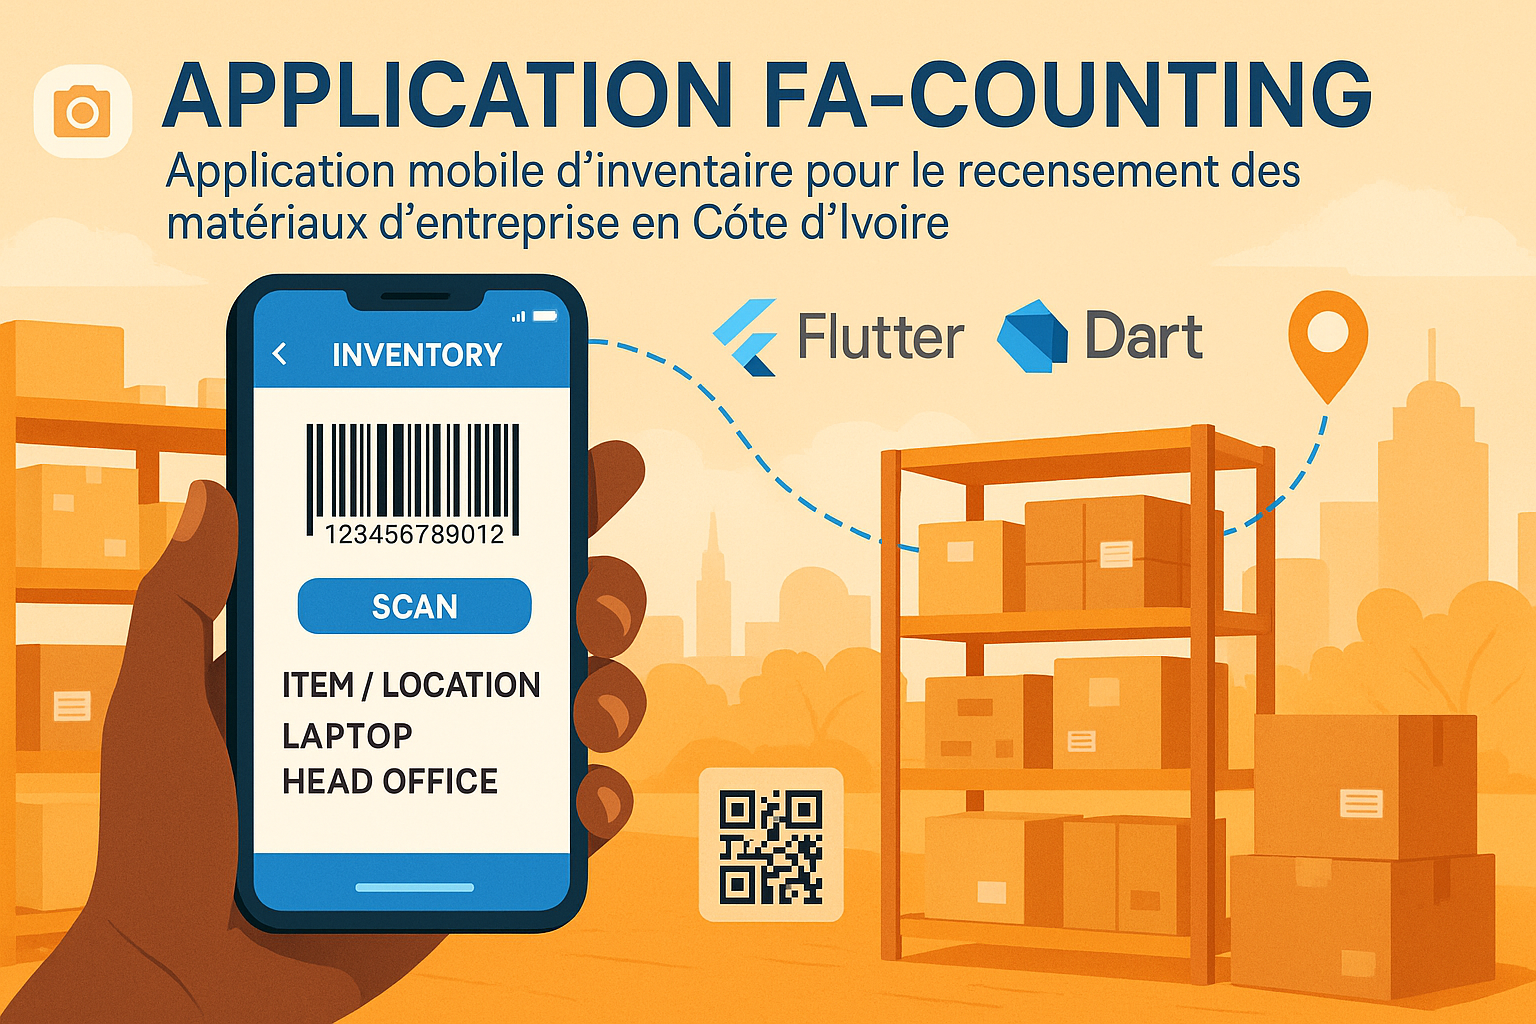 APPLICATION FA-COUNTING
Application mobile d’inventaire pour le recensement des
matériaux d’entreprise en Cóte d’Ivoire
Flutter
Dart
INVENTORY
123456789012
SCAN
ITEM / LOCATION
LAPTOP
HEAD OFFICE